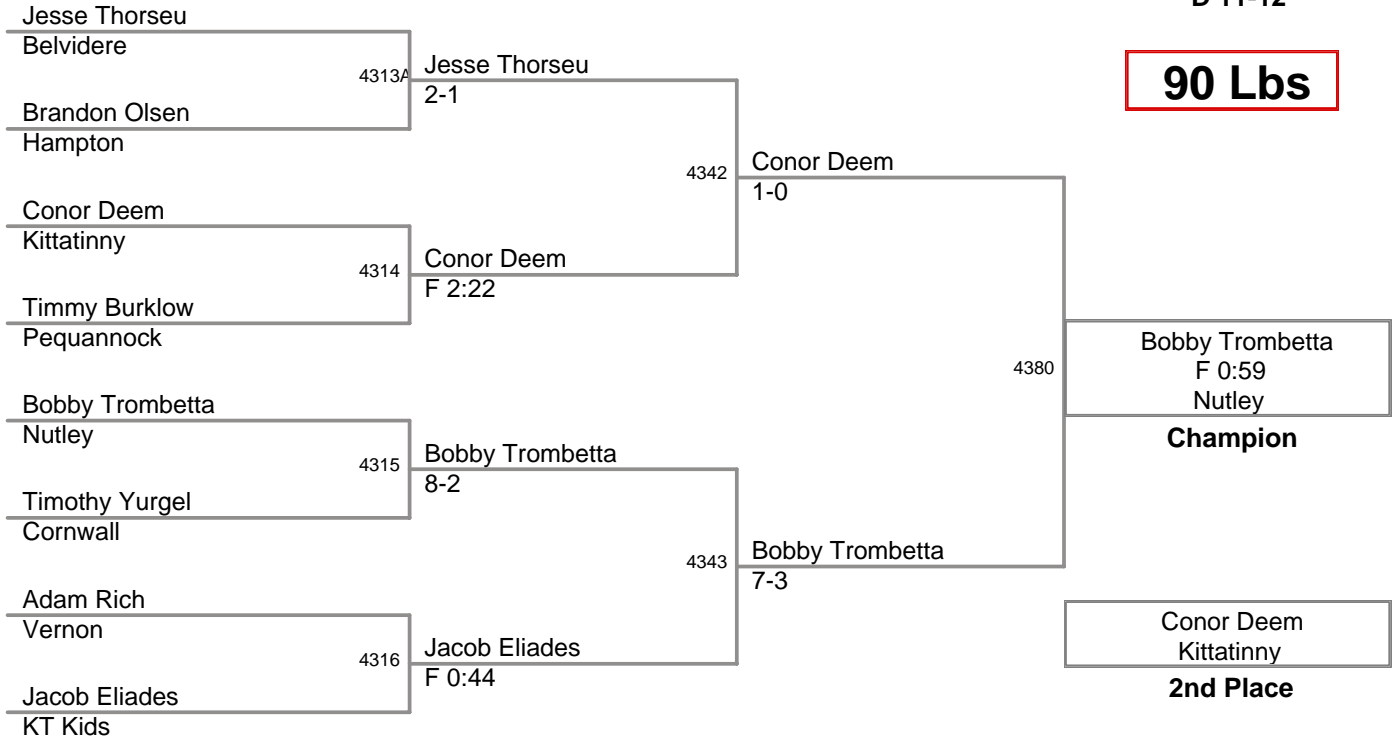 D 11-12
90 Lbs
Jesse Thorseu
Belvidere
4313A
Brandon Olsen
Hampton
Jesse Thorseu
2-1
Conor Deem
Kittatinny
4314
Timmy Burklow
Pequannock
Conor Deem
F 2:22
4342
Conor Deem
1-0
Bobby Trombetta
Nutley
4315
Timothy Yurgel
Cornwall
Bobby Trombetta
8-2
Adam Rich
Vernon
4316
Jacob Eliades
KT Kids
Jacob Eliades
F 0:44
4343
Bobby Trombetta
7-3
4380
Bobby Trombetta
F 0:59
Nutley
Champion
Conor Deem
Kittatinny
2nd Place